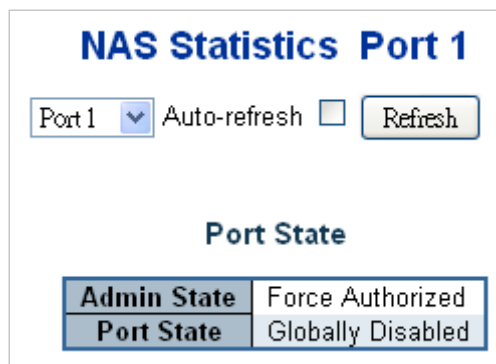 NAS Statistics Port 1
Port 1 Auto-refresh Refresh
Port State
Admin State Force Authorized
Port State Globally Disabled